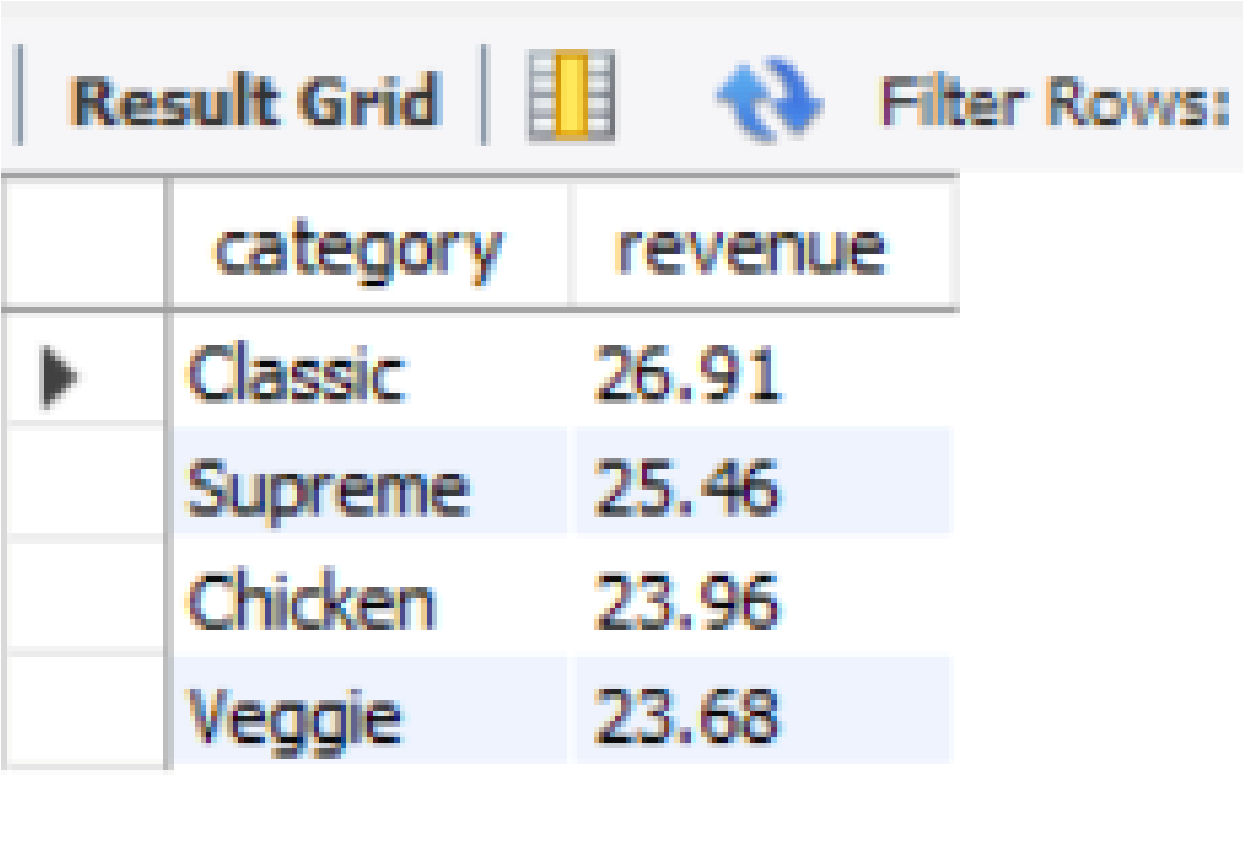 Result Grid Filter Rows:
category revenue
Classic 26.91
Supreme 25.46
Chicken 23.96
Veggie 23.68